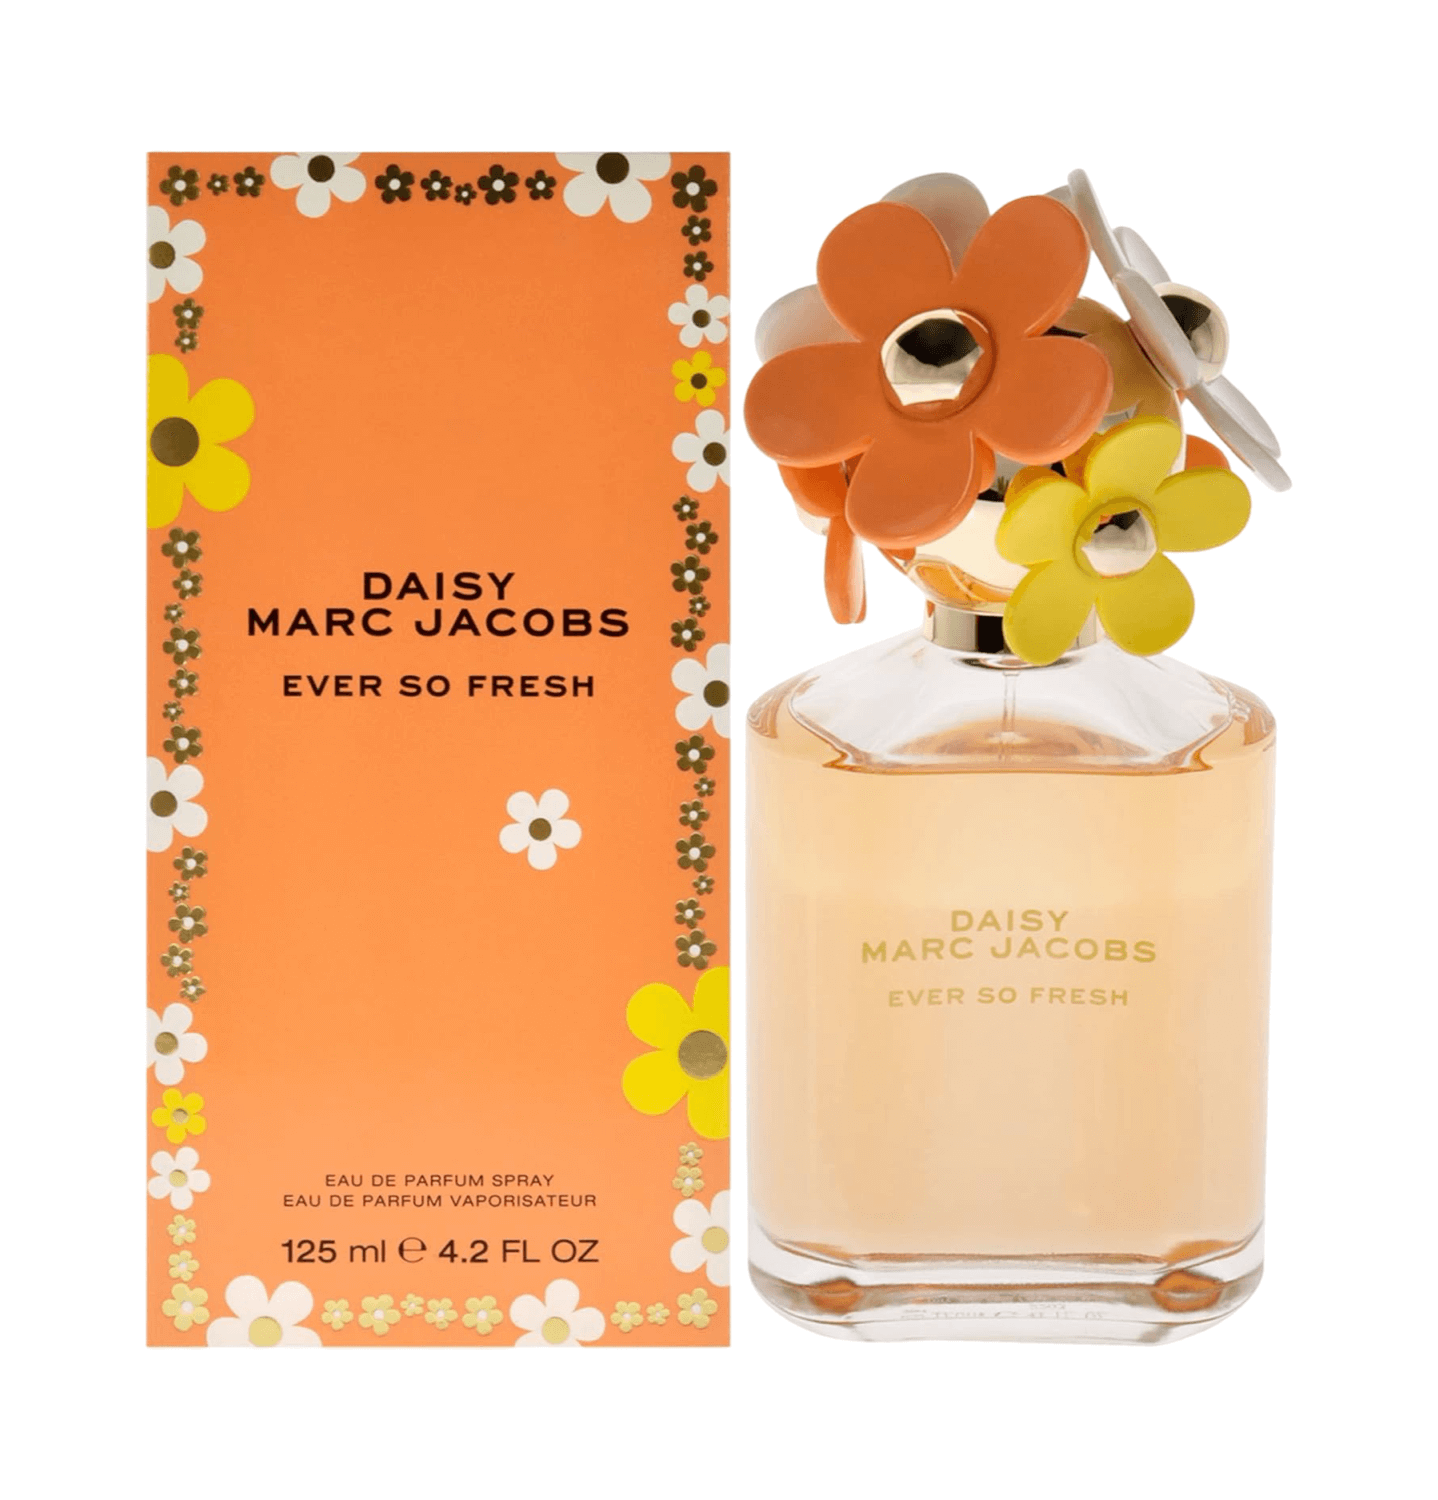 DAISY
MARC JACOBS
EVER SO FRESH
EAU DE PARFUM SPRAY
EAU DE PARFUM VAPORISATEUR
125 ml ℮ 4.2 FL OZ
DAISY
MARC JACOBS
EVER SO FRESH